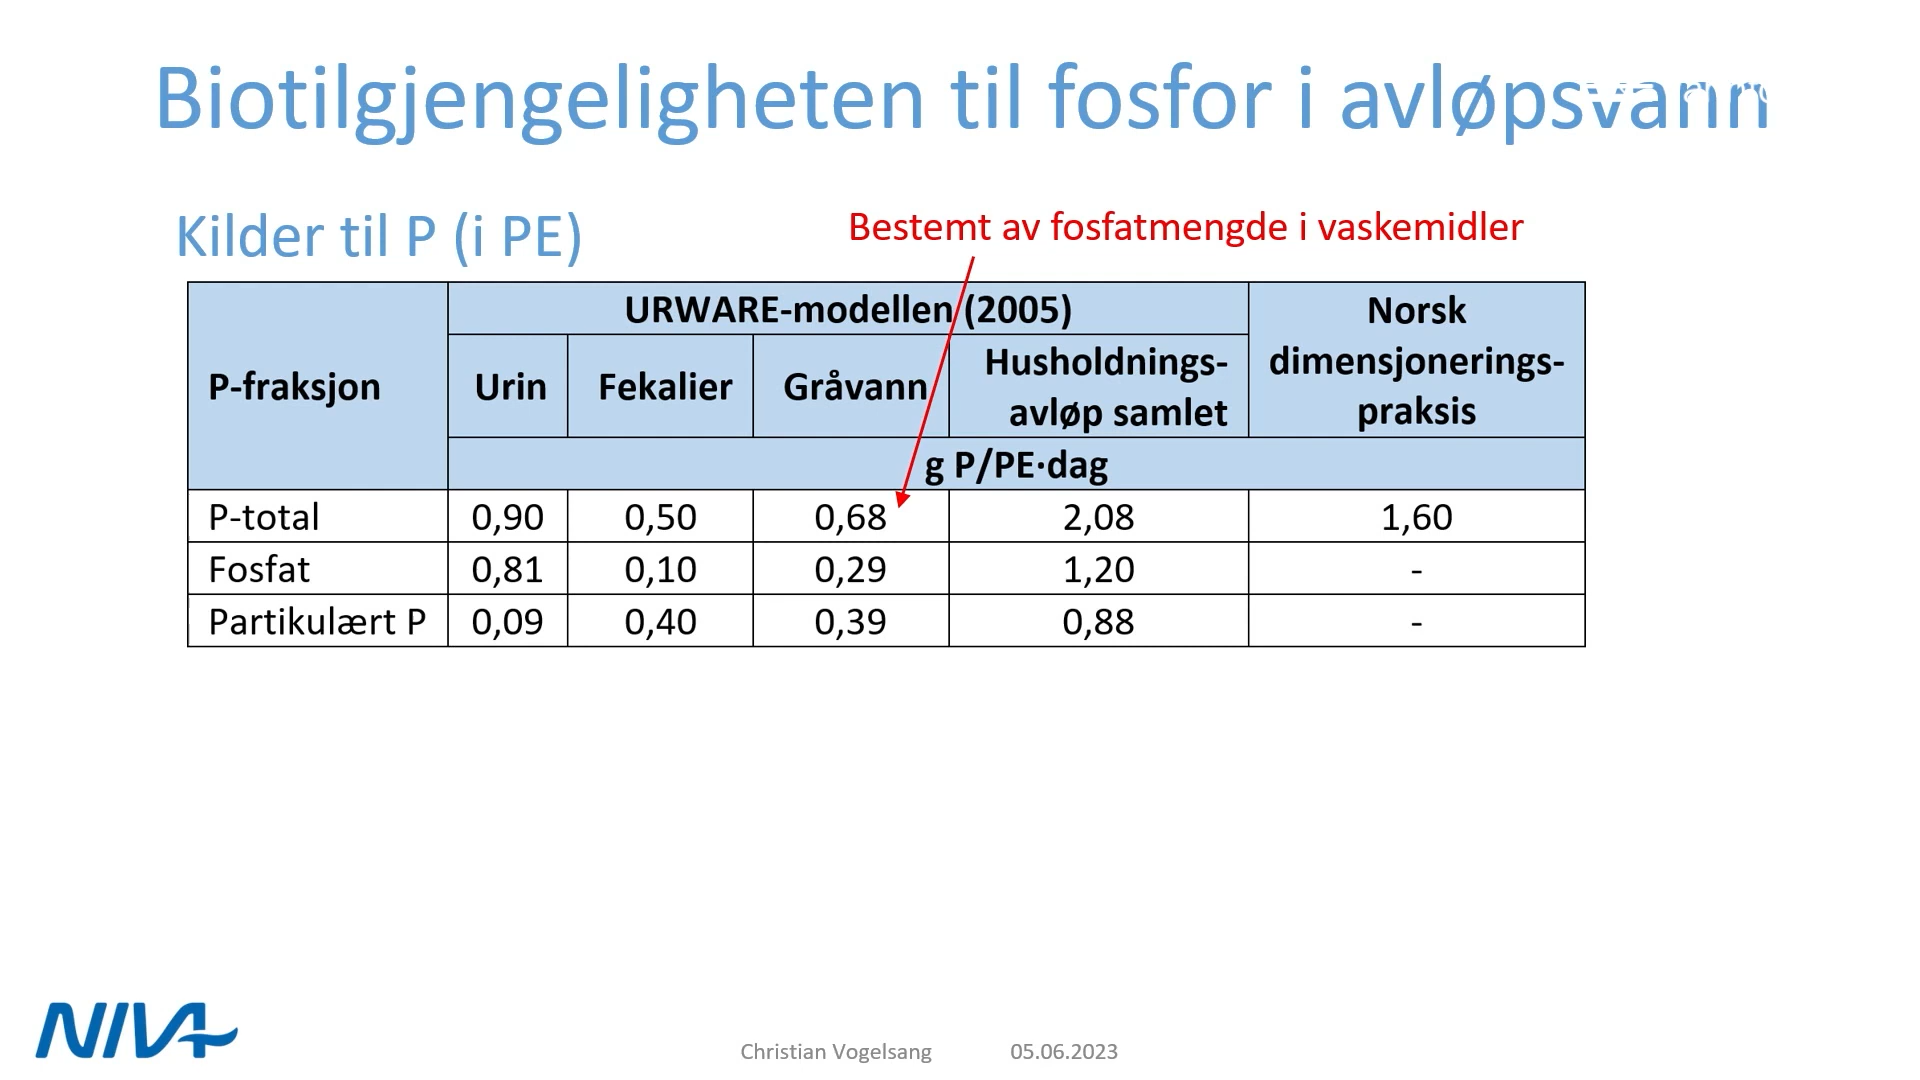 Biotilgjengeligheten til fosfor i avløpsvann
Kilder til P (i PE)
Bestemt av fosfatmengde i vaskemidler
P-fraksjon
URWARE-modellen (2005)
Norsk
dimensjonerings-
praksis
Urin
Fekalier
Gråvann
Husholdnings-
avløp samlet
g P/PE·dag
P-total 0,90 0,50 0,68 2,08 1,60
Fosfat 0,81 0,10 0,29 1,20 -
Partikulært P 0,09 0,40 0,39 0,88 -
NIVA
Christian Vogelsang 05.06.2023